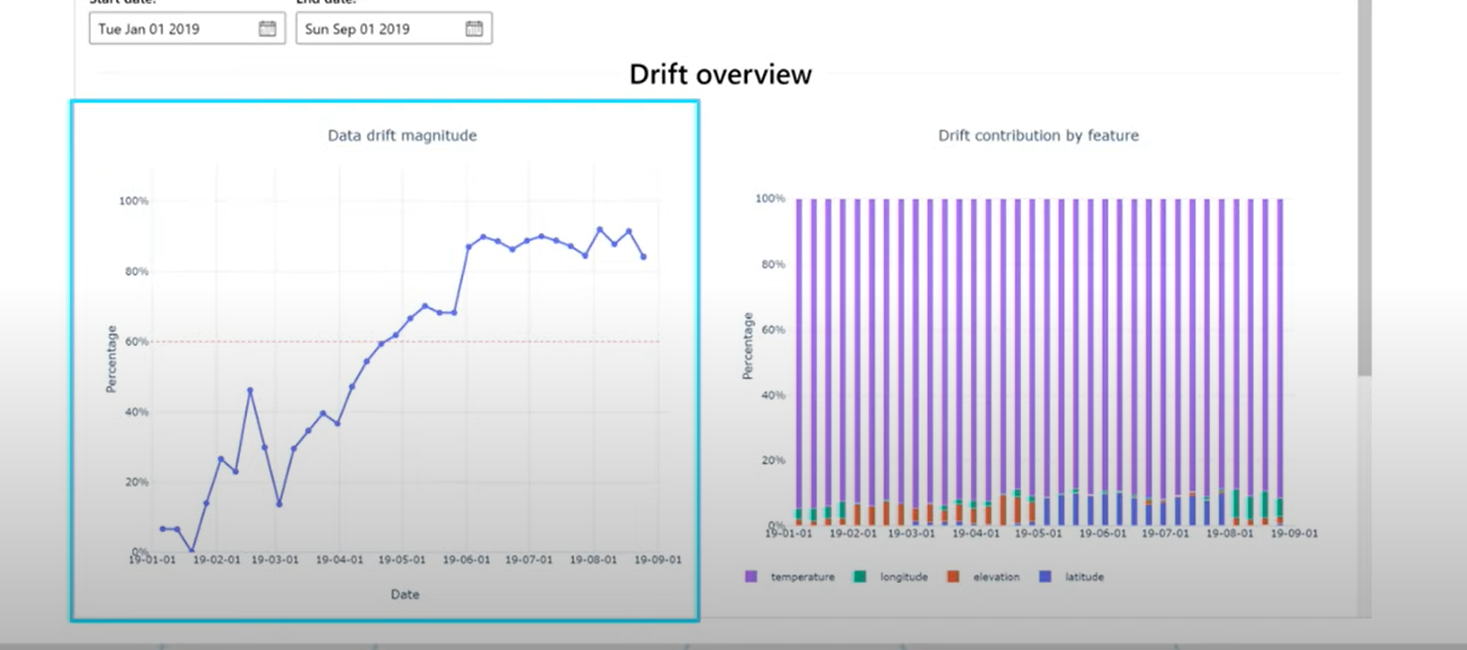 Start date:
End date:
Tue Jan 01 2019
Sun Sep 01 2019
Drift overview
Data drift magnitude
100%
80%
60%
40%
20%
0%
Percentage
19-01-01 19-02-01 19-03-01 19-04-01 19-05-01 19-06-01 19-07-01 19-08-01 19-09-01
Date
Drift contribution by feature
100%
80%
60%
40%
20%
0%
Percentage
19-01-01 19-02-01 19-03-01 19-04-01 19-05-01 19-06-01 19-07-01 19-08-01 19-09-01
temperature longitude elevation latitude